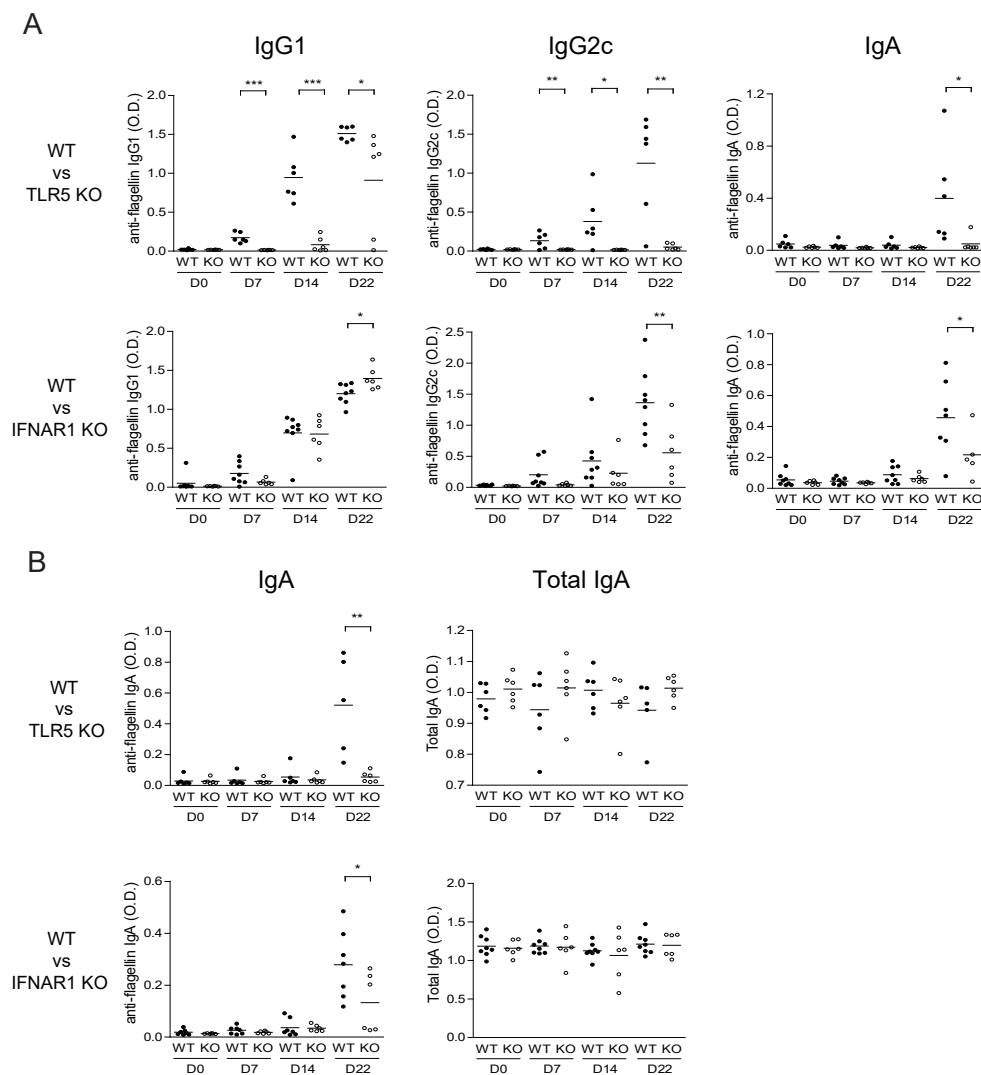 A
IgG1
IgG2c
IgA
WT
vs
TLR5 KO
anti-flagellin IgG1 (O.D.)
2.0
1.5
1.0
0.5
0.0
*** *** *
WT KO WT KO WT KO WT KO
D0 D7 D14 D22
anti-flagellin IgG2c (O.D.)
2.0
1.5
1.0
0.5
0.0
** * **
WT KO WT KO WT KO WT KO
D0 D7 D14 D22
anti-flagellin IgA (O.D.)
1.2
0.8
0.4
0.0
*
WT KO WT KO WT KO WT KO
D0 D7 D14 D22
WT
vs
IFNAR1 KO
anti-flagellin IgG1 (O.D.)
2.0
1.5
1.0
0.5
0.0
*
WT KO WT KO WT KO WT KO
D0 D7 D14 D22
anti-flagellin IgG2c (O.D.)
2.5
2.0
1.5
1.0
0.5
0.0
**
WT KO WT KO WT KO WT KO
D0 D7 D14 D22
anti-flagellin IgA (O.D.)
1.0
0.8
0.6
0.4
0.2
0.0
*
WT KO WT KO WT KO WT KO
D0 D7 D14 D22
B
IgA
Total IgA
WT
vs
TLR5 KO
anti-flagellin IgA (O.D.)
1.0
0.8
0.6
0.4
0.2
0.0
**
WT KO WT KO WT KO WT KO
D0 D7 D14 D22
Total IgA (O.D.)
1.2
1.1
1.0
0.9
0.8
0.7
WT KO WT KO WT KO WT KO
D0 D7 D14 D22
WT
vs
IFNAR1 KO
anti-flagellin IgA (O.D.)
0.6
0.4
0.2
0.0
*
WT KO WT KO WT KO WT KO
D0 D7 D14 D22
Total IgA (O.D.)
2.0
1.5
1.0
0.5
0.0
WT KO WT KO WT KO WT KO
D0 D7 D14 D22